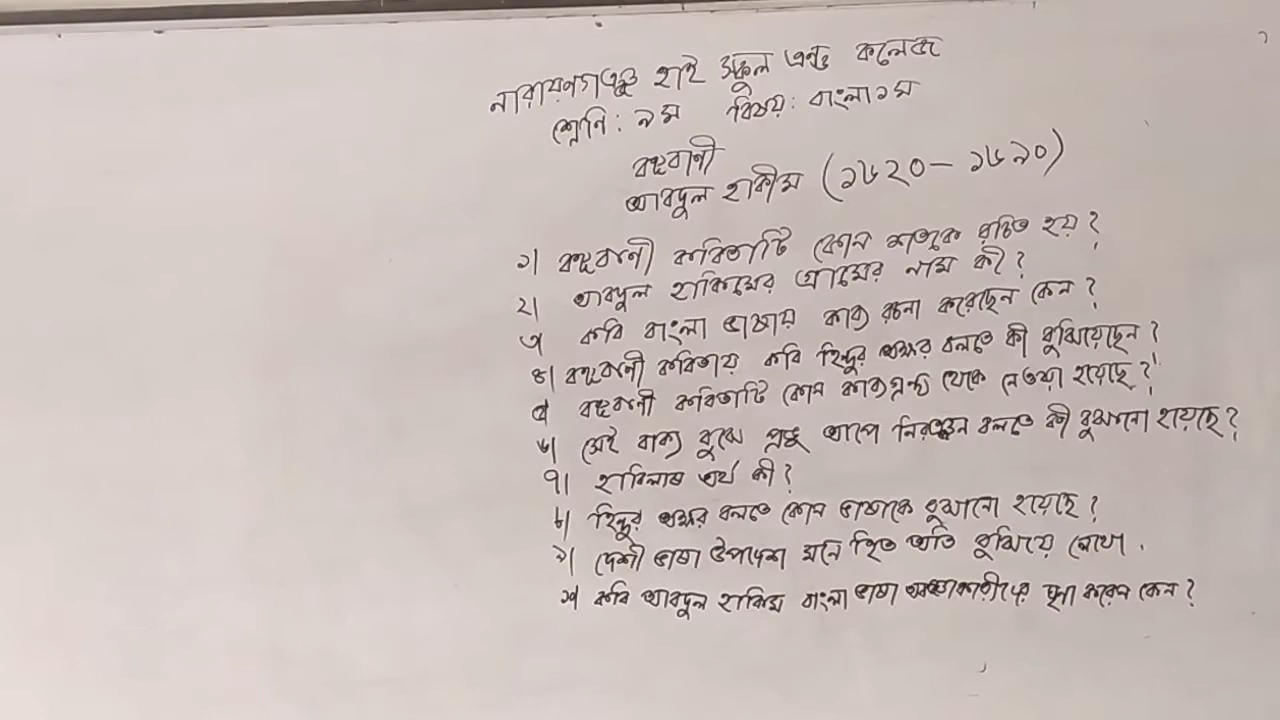 নারায়ণগঞ্জ হাই স্কুল এন্ড কলেজ
শ্রেণি: ৯ম বিষয়: বাংলা ১ম
বঙ্গবাণী
আবদুল হাকীম (১৬২০ – ১৬৯০)
১। বঙ্গবাণী কবিতাটি কোন শতকে রচিত হয়?
২। আবদুল হাকিমের গ্রামের নাম কী?
৩। কবি বাংলা ভাষায় কাব্য রচনা করেছেন কেন?
৪। বঙ্গবাণী কবিতায় কবি হিন্দুর অক্ষর বলতে কী বুঝিয়েছেন?
৫। বঙ্গবাণী কবিতাটি কোন কাব্যগ্রন্থ থেকে নেওয়া হয়েছে?
৬। সেই বাক্য বুঝে প্রভু আপে নিরঞ্জন বলতে কী বুঝানো হয়েছে?
৭। হাবিলাষ অর্থ কী?
৮। হিন্দুর অক্ষর বলতে কোন ভাষাকে বুঝানো হয়েছে?
৯। দেশী ভাষা উপদেশ মনে হিত অতি বুঝিয়ে লেখো.
১০। কবি আবদুল হাকিম বাংলা ভাষা অবজ্ঞাকারীদের ঘৃণা করেন কেন?